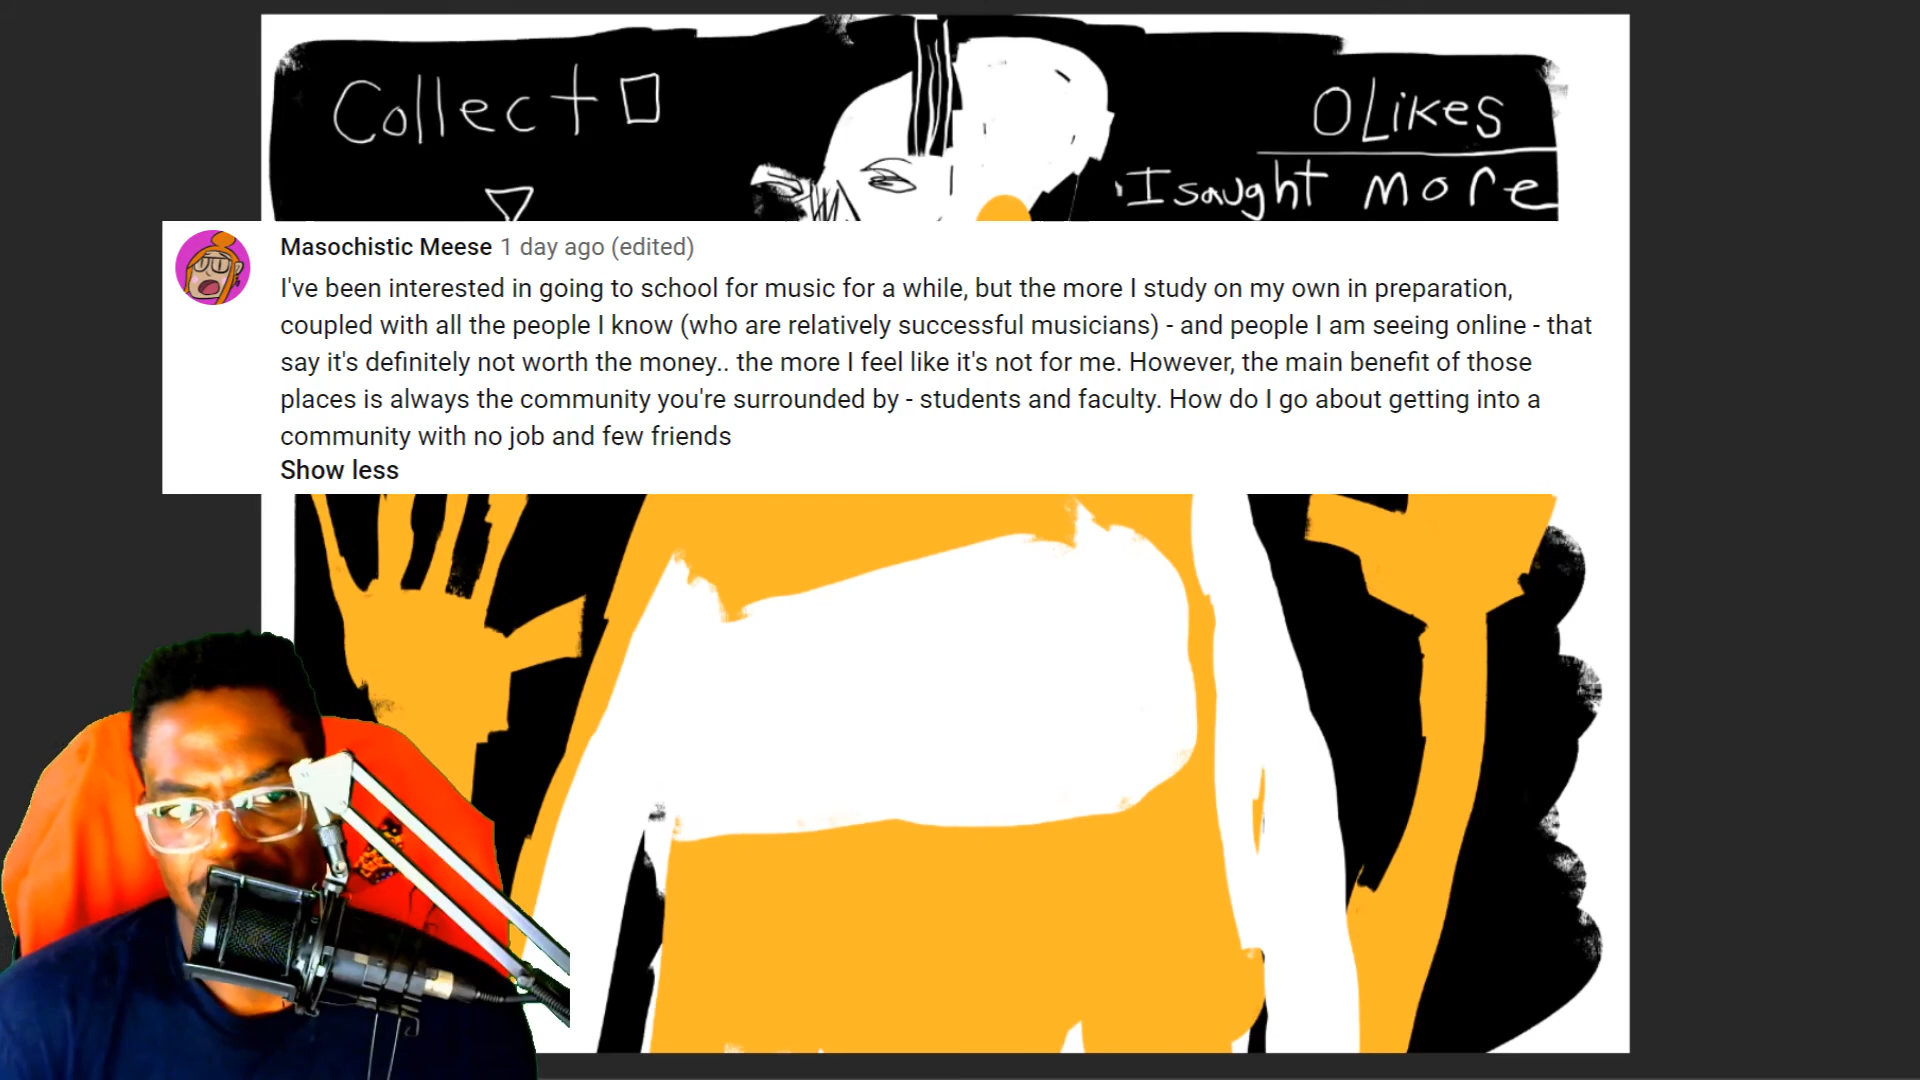 Collect
0Likes
I saught more
Masochistic Meese 1 day ago (edited)
I've been interested in going to school for music for a while, but the more I study on my own in preparation,
coupled with all the people I know (who are relatively successful musicians) - and people I am seeing online - that
say it's definitely not worth the money.. the more I feel like it's not for me. However, the main benefit of those
places is always the community you're surrounded by - students and faculty. How do I go about getting into a
community with no job and few friends
Show less